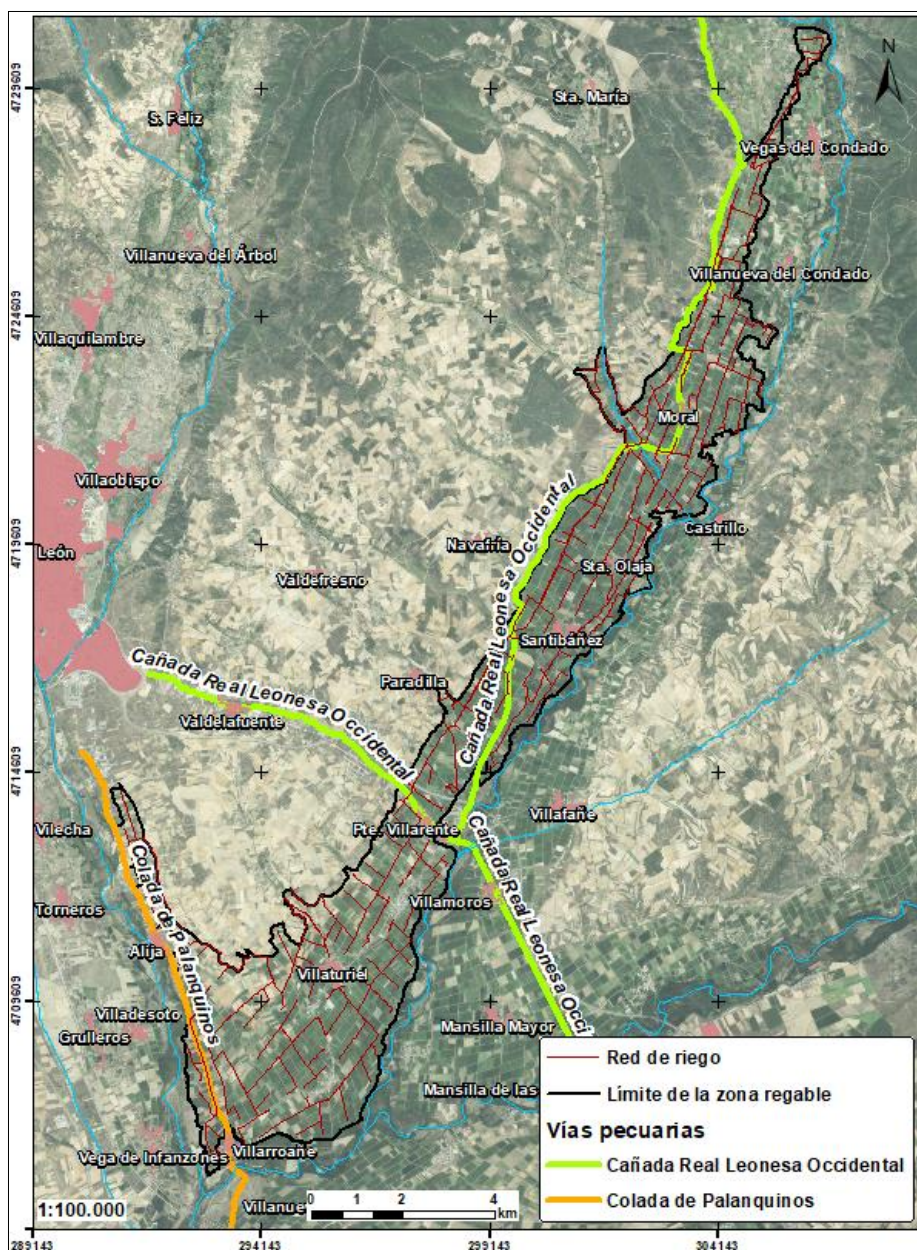 N
4729609
Sta. María
S. Feliz
Vegas del Condado
Villanueva del Árbol
Villanueva del Condado
4724609
Villaquilambre
Moral
Villaobispo
Castrillo
4719609
León
Navafría
Valdefresno
Sta. Olaja
Cañada Real Leonesa Occidental
Santibáñez
Cañada Real Leonesa Occidental
Paradilla
Valdelafuente
4714609
Vilecha
Pte. Villarente
Villafañe
Cañada Real Leonesa Occi
Colada de Palanquinos
Torneros
Villamoros
Alija
Villaturiel
4709609
Villadesoto
Grulleros
Mansilla Mayor
Mansilla de las
Vega de Infanzones
Villarroañe
Villanue
Red de riego
Límite de la zona regable
Vías pecuarias
Cañada Real Leonesa Occidental
Colada de Palanquinos
1:100.000
0 1 2 4
km
289143 294143 299143 304143